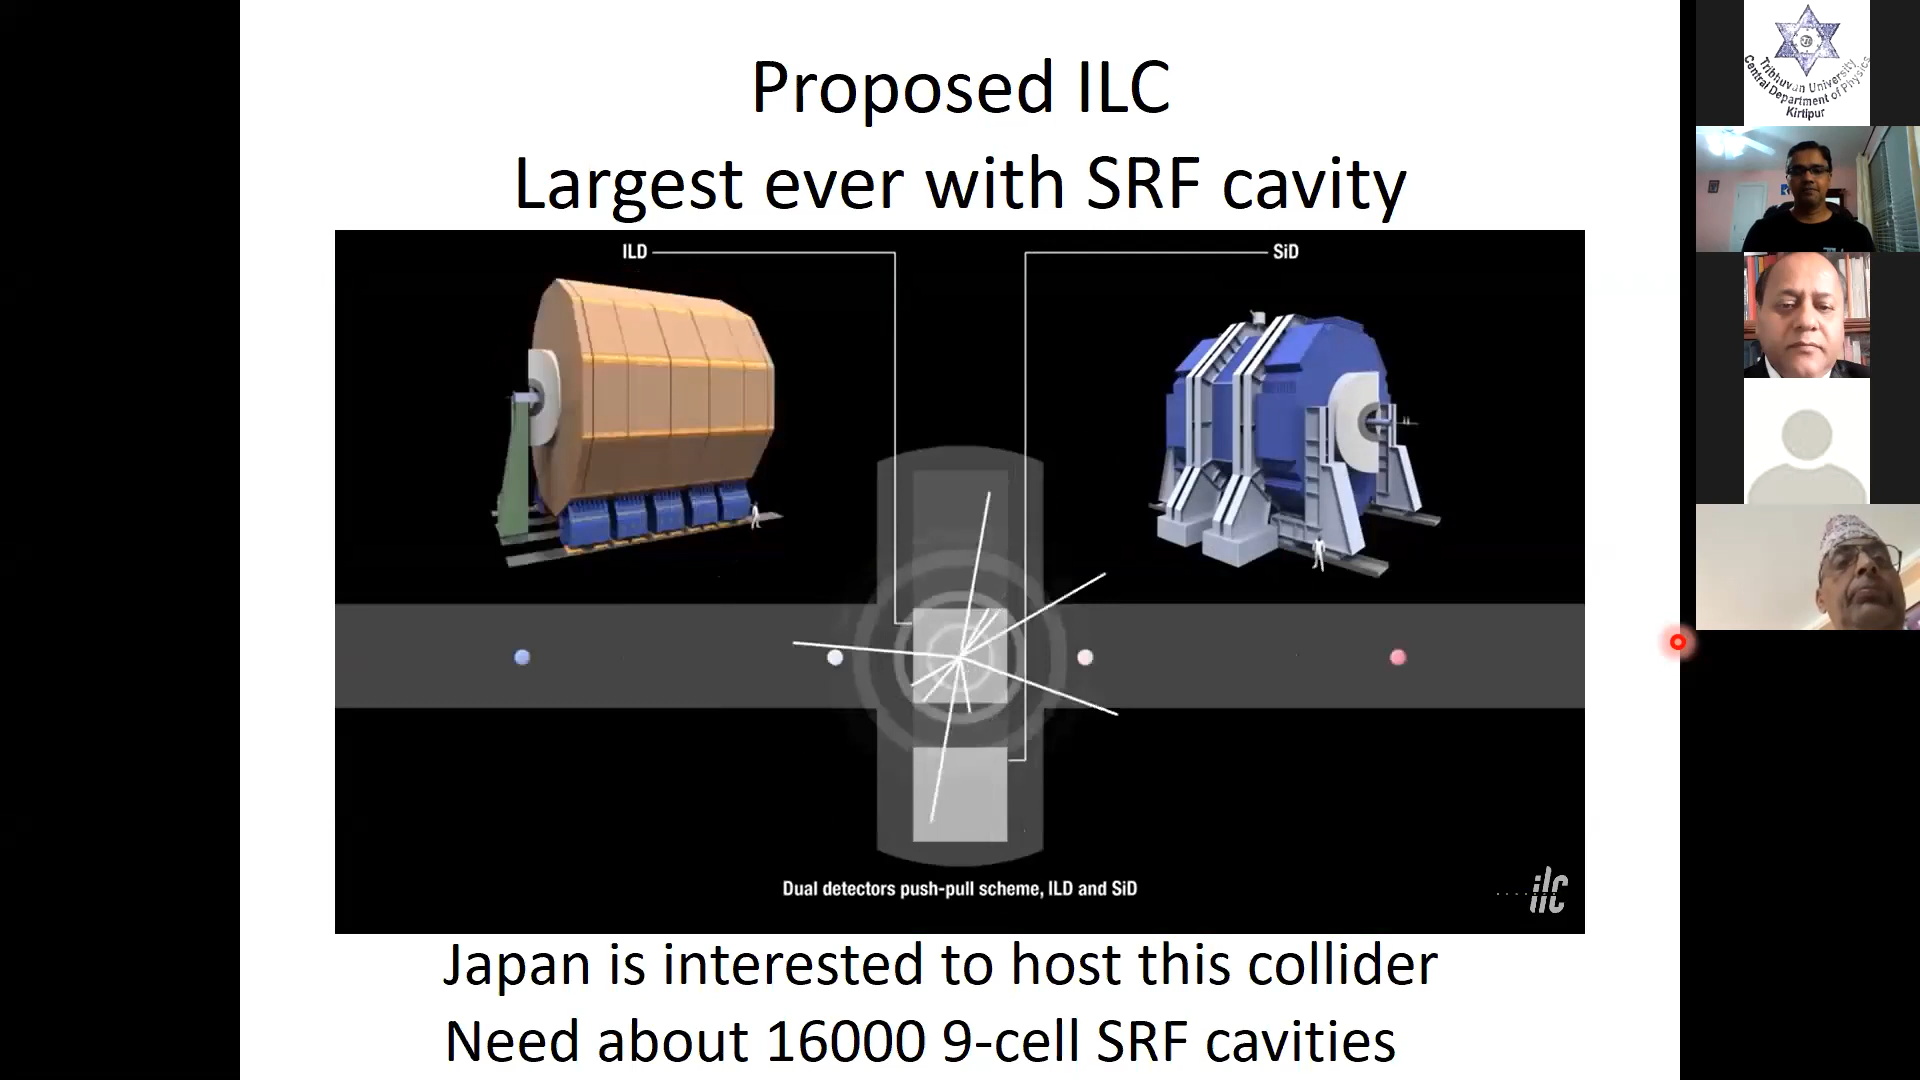 Proposed ILC
Largest ever with SRF cavity
ILD
SiD
Dual detectors push-pull scheme, ILD and SiD
ilc
Japan is interested to host this collider
Need about 16000 9-cell SRF cavities
Tribhuvan University
Central Department of Physics
Kirtipur